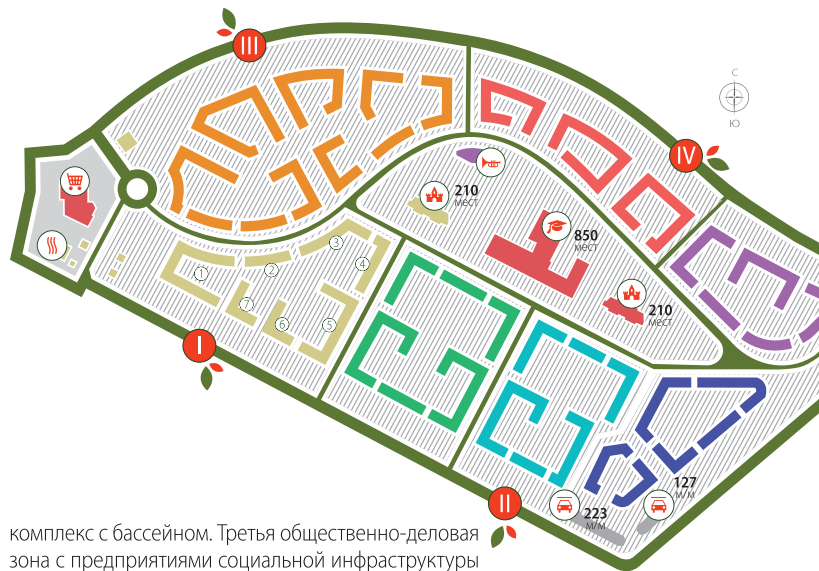 III
С
Ю
IV
210
мест
850
мест
210
мест
1
2
3
4
5
6
7
I
II
127
М/М
223
М/М
комплекс с бассейном. Третья общественно-деловая
зона с предприятиями социальной инфраструктуры